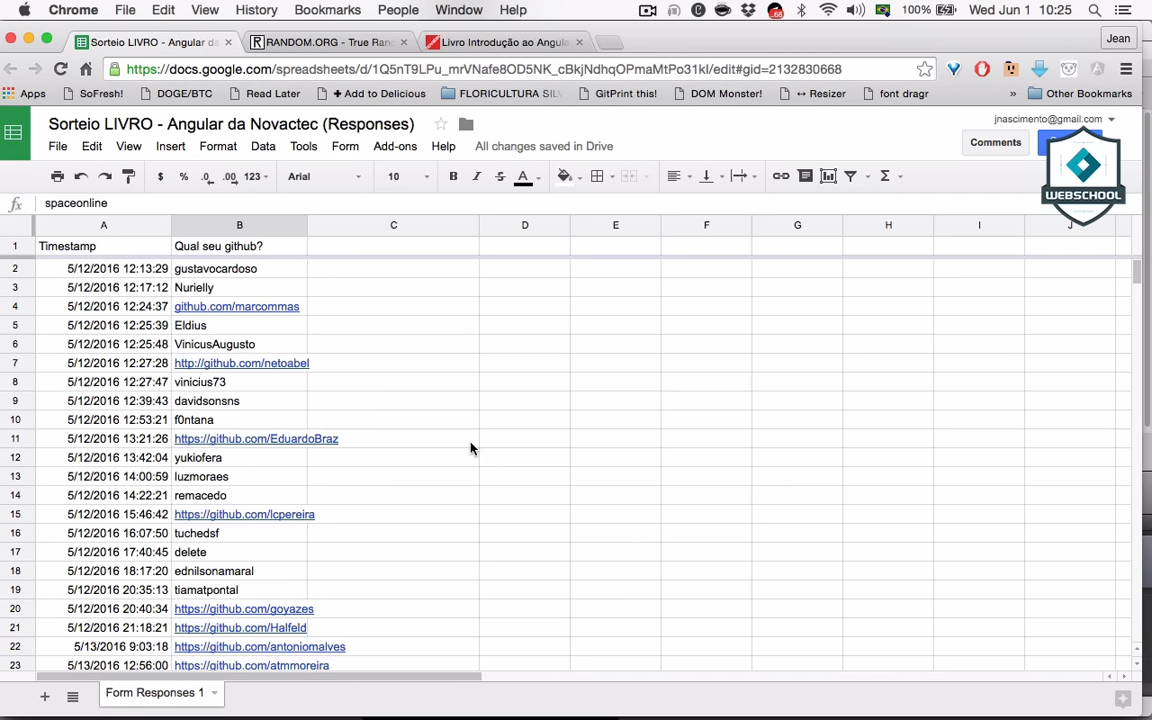 Chrome File Edit View History Bookmarks People Window Help 68 100% Wed Jun 1 10:25
Sorteio LIVRO - Angular da RANDOM.ORG - True Ran Livro Introdução ao Angula Jean
https://docs.google.com/spreadsheets/d/1Q5nT9LPu_mrVNafe8OD5NK_cBkjNdhqOPmaMtPo31kI/edit#gid=2132830668
Apps SoFresh! DOGE/BTC Read Later + Add to Delicious FLORICULTURA SIL GitPrint this! DOM Monster! ↔ Resizer font dragr » Other Bookmarks
Sorteio LIVRO - Angular da Novactec (Responses)
jnascimento@gmail.com
File Edit View Insert Format Data Tools Form Add-ons Help All changes saved in Drive
Comments
WEBSCHOOL
$ % .0 .00 123 Arial 10 B I S A Σ
fx spaceonline
A B C D E F G H I J
1 Timestamp Qual seu github?
2 5/12/2016 12:13:29 gustavocardoso
3 5/12/2016 12:17:12 Nurielly
4 5/12/2016 12:24:37 github.com/marcommas
5 5/12/2016 12:25:39 Eldius
6 5/12/2016 12:25:48 VinicusAugusto
7 5/12/2016 12:27:28 http://github.com/netoabel
8 5/12/2016 12:27:47 vinicius73
9 5/12/2016 12:39:43 davidsonsns
10 5/12/2016 12:53:21 f0ntana
11 5/12/2016 13:21:26 https://github.com/EduardoBraz
12 5/12/2016 13:42:04 yukiofera
13 5/12/2016 14:00:59 luzmoraes
14 5/12/2016 14:22:21 remacedo
15 5/12/2016 15:46:42 https://github.com/lcpereira
16 5/12/2016 16:07:50 tuchedsf
17 5/12/2016 17:40:45 delete
18 5/12/2016 18:17:20 ednilsonamaral
19 5/12/2016 20:35:13 tiamatpontal
20 5/12/2016 20:40:34 https://github.com/goyazes
21 5/12/2016 21:18:21 https://github.com/Halfeld
22 5/13/2016 9:03:18 https://github.com/antoniomalves
23 5/13/2016 12:56:00 https://github.com/atmmoreira
+ Form Responses 1